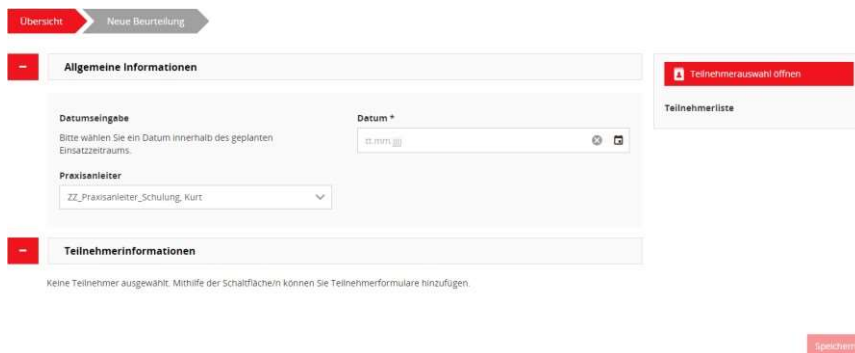 Übersicht
Neue Beurteilung
Allgemeine Informationen
Datumseingabe
Bitte wählen Sie ein Datum innerhalb des geplanten
Einsatzzeitraums.
Datum *
tt.mm.jjjj
Praxisanleiter
ZZ_Praxisanleiter_Schulung, Kurt
Teilnehmerinformationen
Keine Teilnehmer ausgewählt. Mithilfe der Schaltfläche/n können Sie Teilnehmerformulare hinzufügen.
Teilnehmerauswahl öffnen
Teilnehmerliste
Speichern